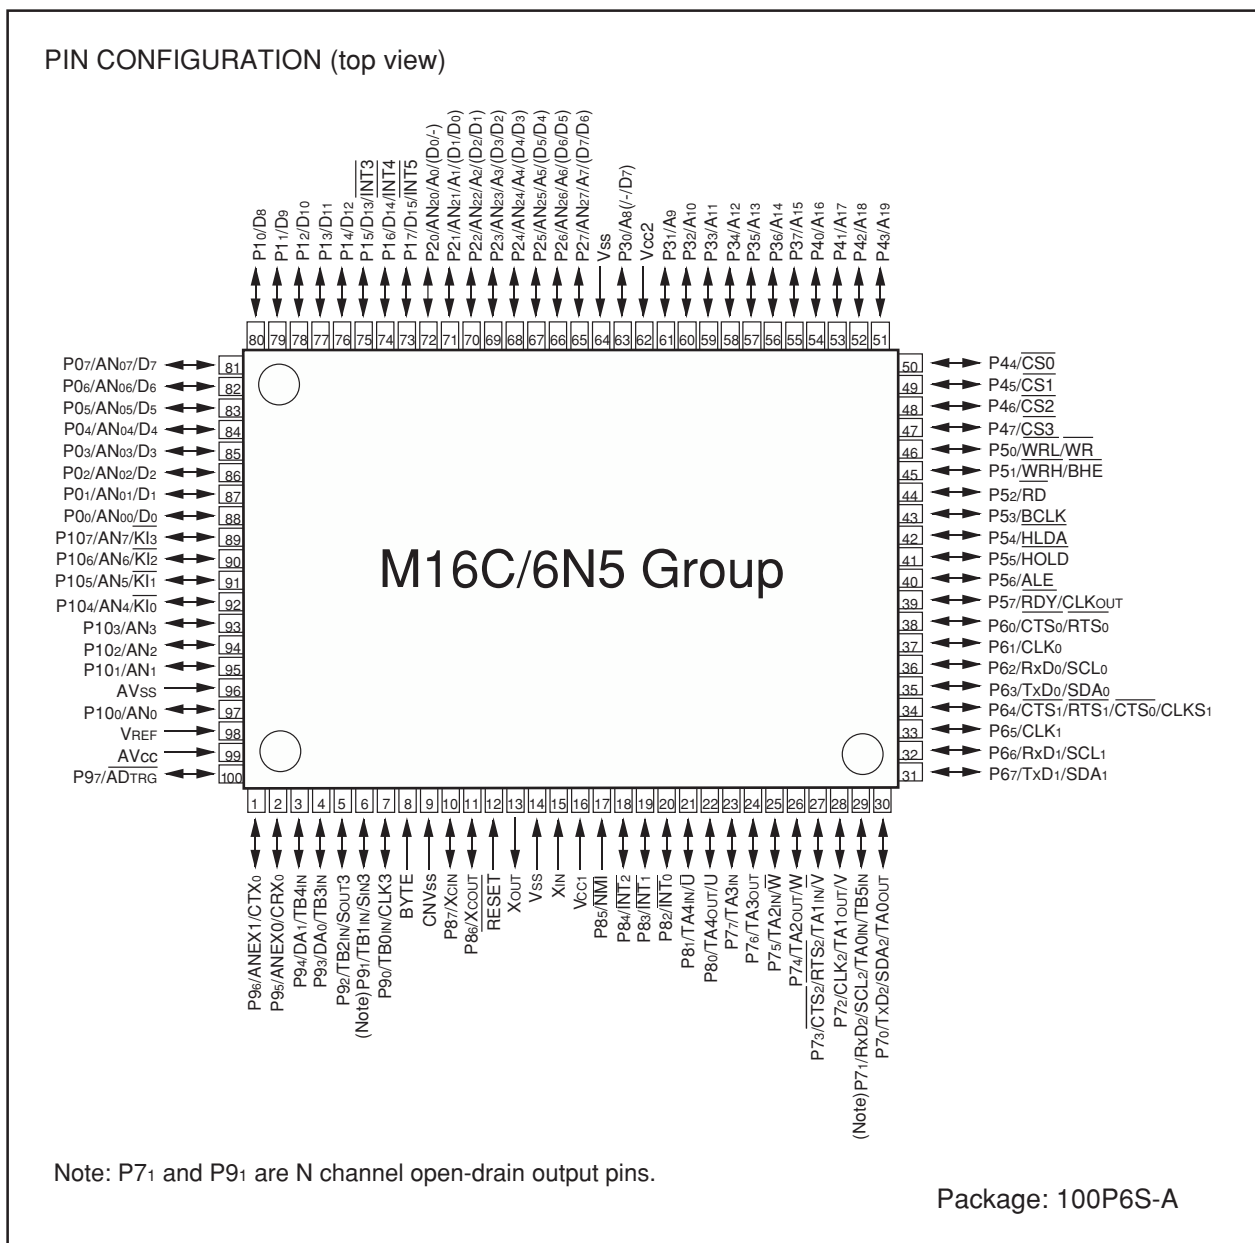 PIN CONFIGURATION (top view)
P10/D8
P11/D9
P12/D10
P13/D11
P14/D12
P15/D13/INT3
P16/D14/INT4
P17/D15/INT5
P20/AN20/A0/(D0/-)
P21/AN21/A1/(D1/D0)
P22/AN22/A2/(D2/D1)
P23/AN23/A3/(D3/D2)
P24/AN24/A4/(D4/D3)
P25/AN25/A5/(D5/D4)
P26/AN26/A6/(D6/D5)
P27/AN27/A7/(D7/D6)
Vss
P30/A8(/-/D7)
Vcc2
P31/A9
P32/A10
P33/A11
P34/A12
P35/A13
P36/A14
P37/A15
P40/A16
P41/A17
P42/A18
P43/A19
80 79 78 77 76 75 74 73 72 71 70 69 68 67 66 65 64 63 62 61 60 59 58 57 56 55 54 53 52 51
P07/AN07/D7 81
P06/AN06/D6 82
P05/AN05/D5 83
P04/AN04/D4 84
P03/AN03/D3 85
P02/AN02/D2 86
P01/AN01/D1 87
P00/AN00/D0 88
P107/AN7/KI3 89
P106/AN6/KI2 90
P105/AN5/KI1 91
P104/AN4/KI0 92
P103/AN3 93
P102/AN2 94
P101/AN1 95
AVss 96
P100/AN0 97
VREF 98
AVcc 99
P97/ADTRG 100
M16C/6N5 Group
50 P44/CS0
49 P45/CS1
48 P46/CS2
47 P47/CS3
46 P50/WRL/WR
45 P51/WRH/BHE
44 P52/RD
43 P53/BCLK
42 P54/HLDA
41 P55/HOLD
40 P56/ALE
39 P57/RDY/CLKOUT
38 P60/CTS0/RTS0
37 P61/CLK0
36 P62/RxD0/SCL0
35 P63/TxD0/SDA0
34 P64/CTS1/RTS1/CTS0/CLKS1
33 P65/CLK1
32 P66/RxD1/SCL1
31 P67/TxD1/SDA1
1 2 3 4 5 6 7 8 9 10 11 12 13 14 15 16 17 18 19 20 21 22 23 24 25 26 27 28 29 30
P96/ANEX1/CTX0
P95/ANEX0/CRX0
P94/DA1/TB4IN
P93/DA0/TB3IN
P92/TB2IN/SOUT3
(Note) P91/TB1IN/SIN3
P90/TB0IN/CLK3
BYTE
CNVss
P87/XCIN
P86/XCOUT
RESET
XOUT
Vss
XIN
Vcc1
P85/NMI
P84/INT2
P83/INT1
P82/INT0
P81/TA4IN/U
P80/TA4OUT/U
P77/TA3IN
P76/TA3OUT
P75/TA2IN/W
P74/TA2OUT/W
P73/CTS2/RTS2/TA1IN/V
P72/CLK2/TA1OUT/V
(Note) P71/RxD2/SCL2/TA0IN/TB5IN
P70/TxD2/SDA2/TA0OUT
Note: P71 and P91 are N channel open-drain output pins.
Package: 100P6S-A